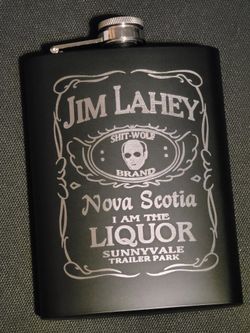 JIM LAHEY
SHIT-WOLF
BRAND
Nova Scotia
I AM THE
LIQUOR
SUNNYVALE
TRAILER PARK